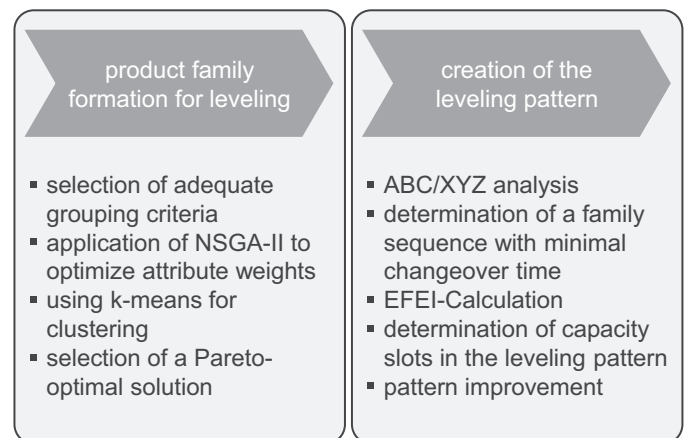 product family
formation for leveling
▪ selection of adequate
grouping criteria
▪ application of NSGA-II to
optimize attribute weights
▪ using k-means for
clustering
▪ selection of a Pareto-
optimal solution
creation of the
leveling pattern
▪ ABC/XYZ analysis
▪ determination of a family
sequence with minimal
changeover time
▪ EFEI-Calculation
▪ determination of capacity
slots in the leveling pattern
▪ pattern improvement